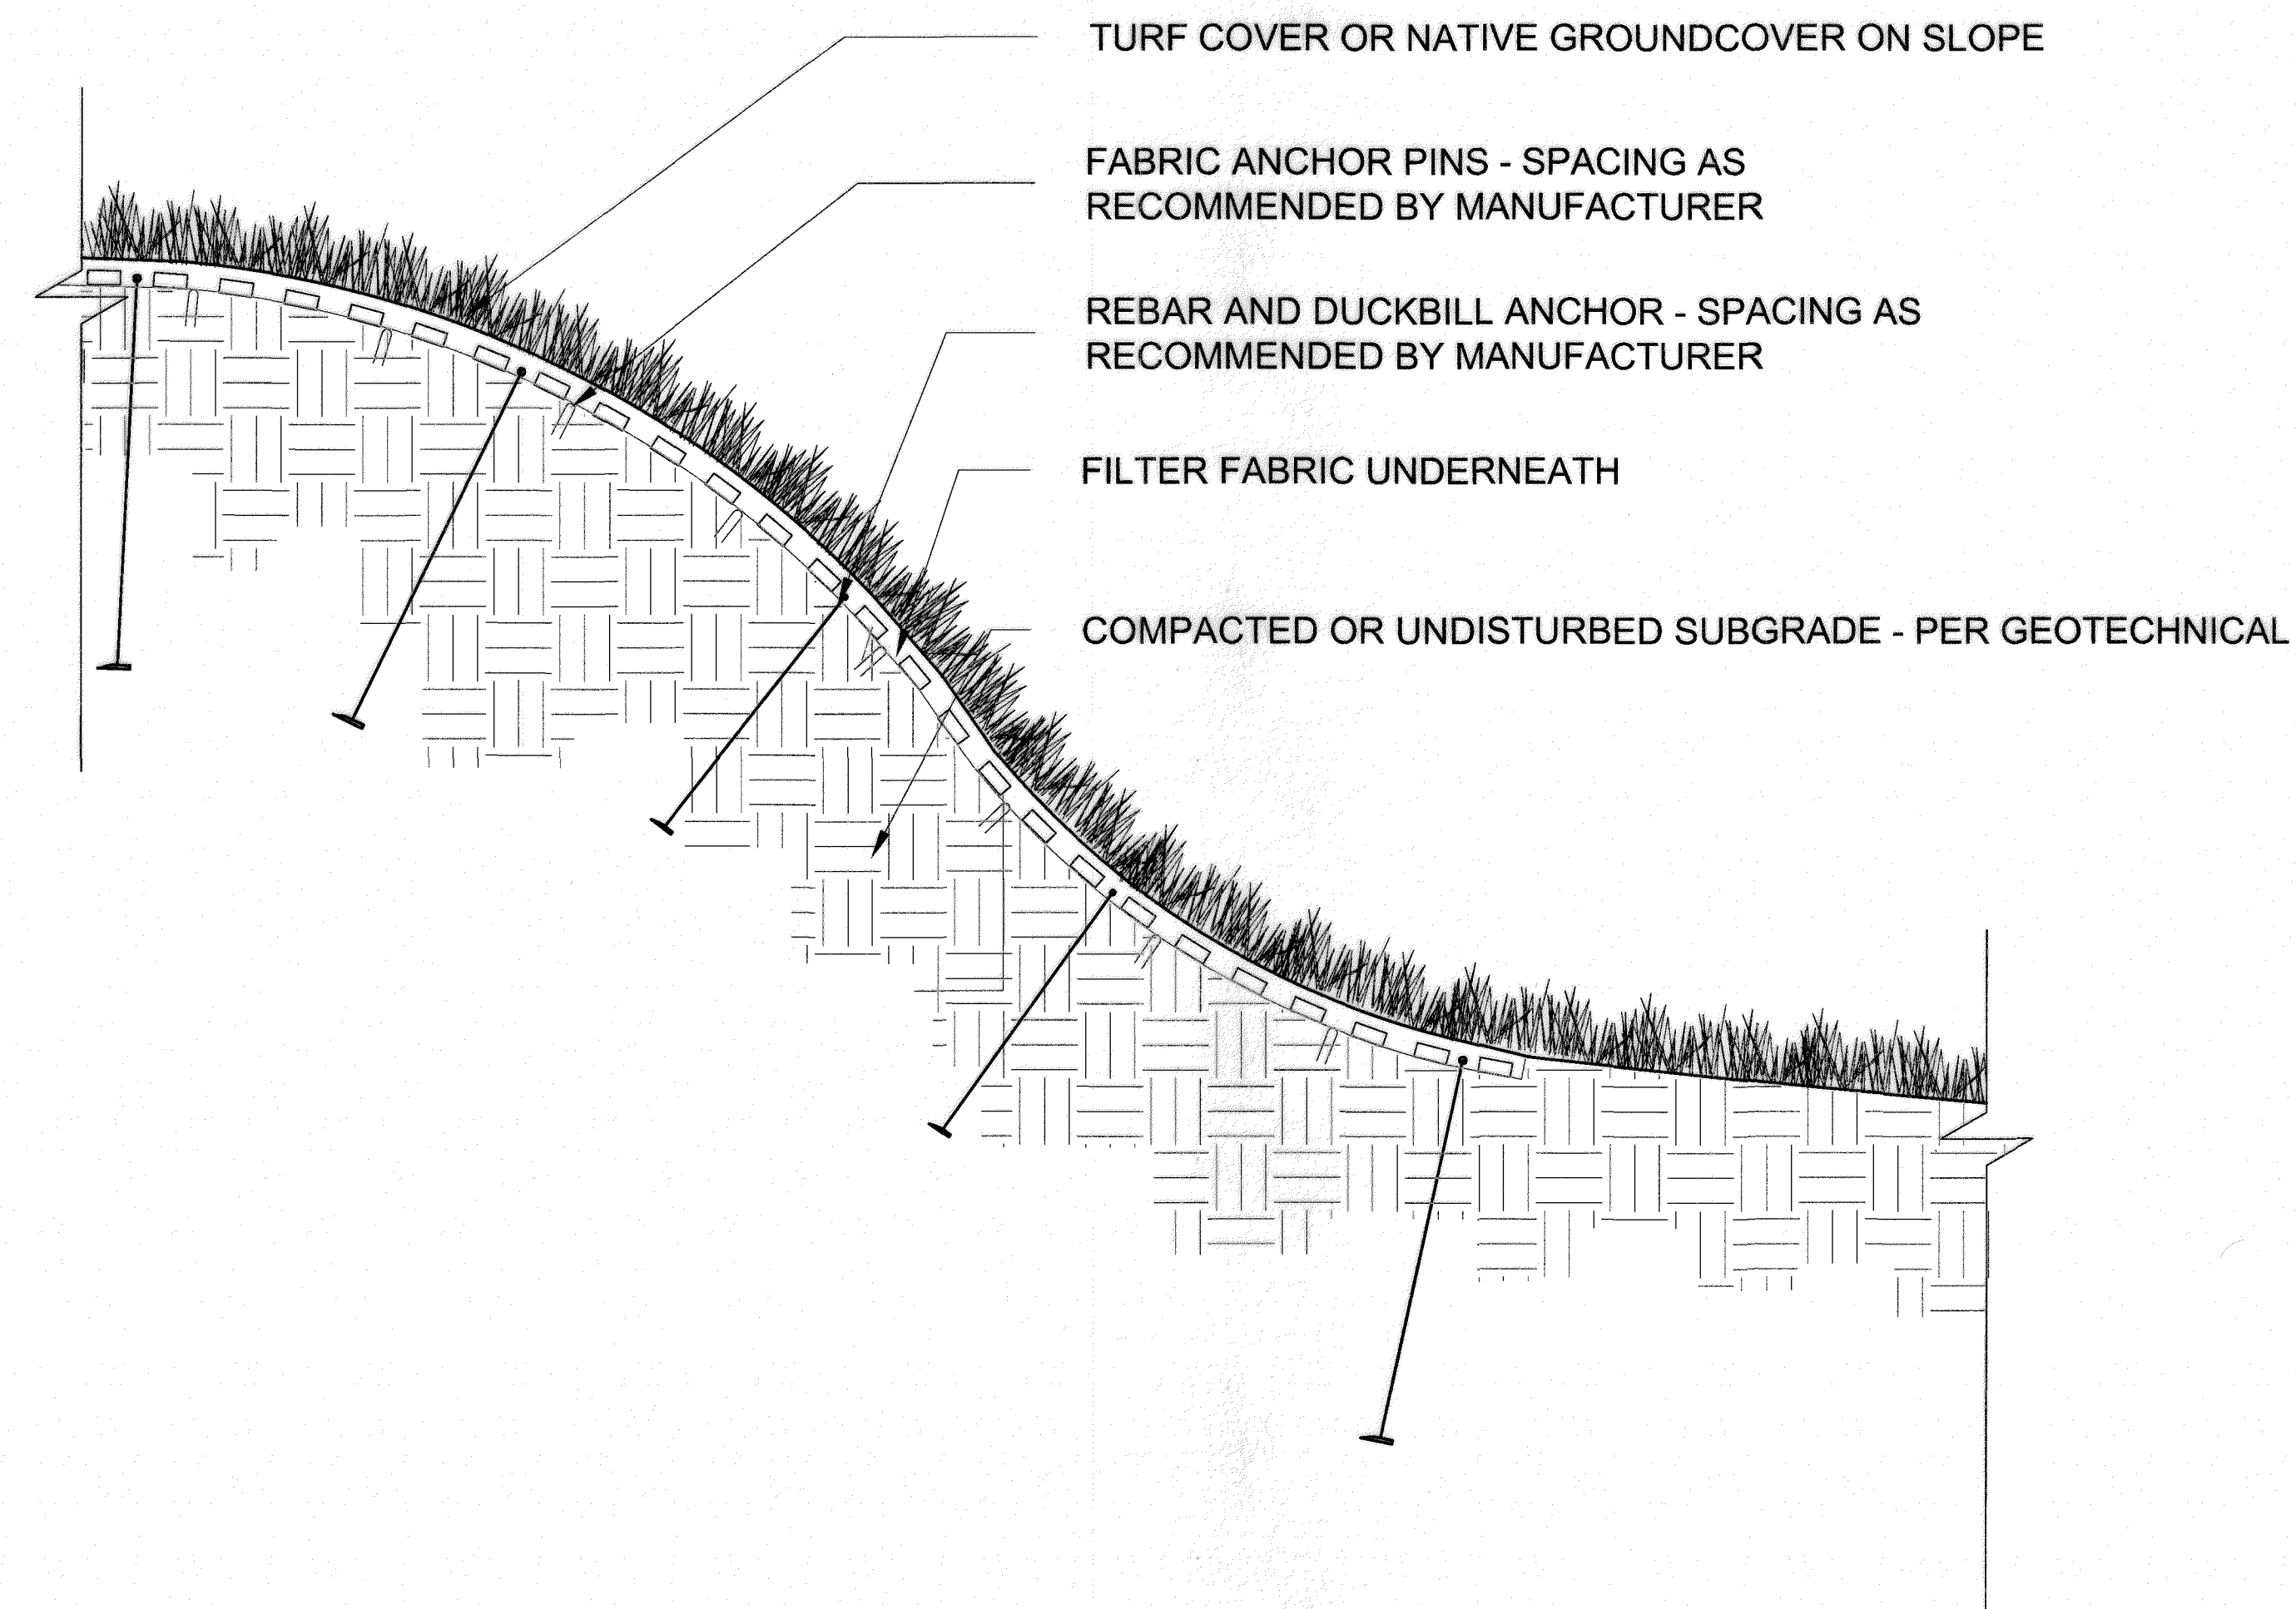 TURF COVER OR NATIVE GROUNDCOVER ON SLOPE
FABRIC ANCHOR PINS - SPACING AS
RECOMMENDED BY MANUFACTURER
REBAR AND DUCKBILL ANCHOR - SPACING AS
RECOMMENDED BY MANUFACTURER
FILTER FABRIC UNDERNEATH
COMPACTED OR UNDISTURBED SUBGRADE - PER GEOTECHNICAL